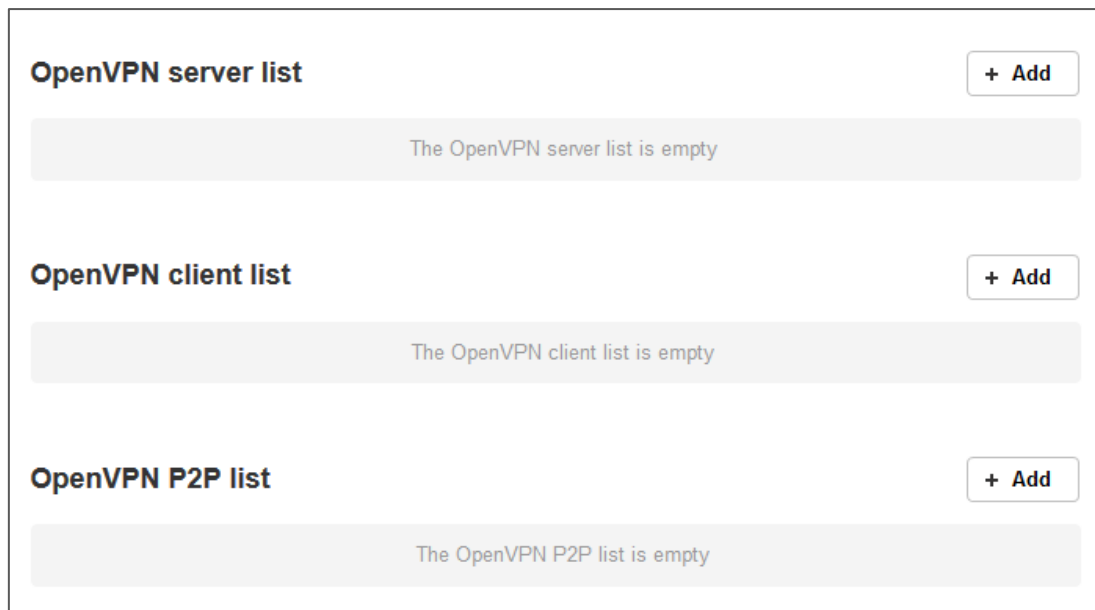 OpenVPN server list
+ Add
The OpenVPN server list is empty
OpenVPN client list
+ Add
The OpenVPN client list is empty
OpenVPN P2P list
+ Add
The OpenVPN P2P list is empty